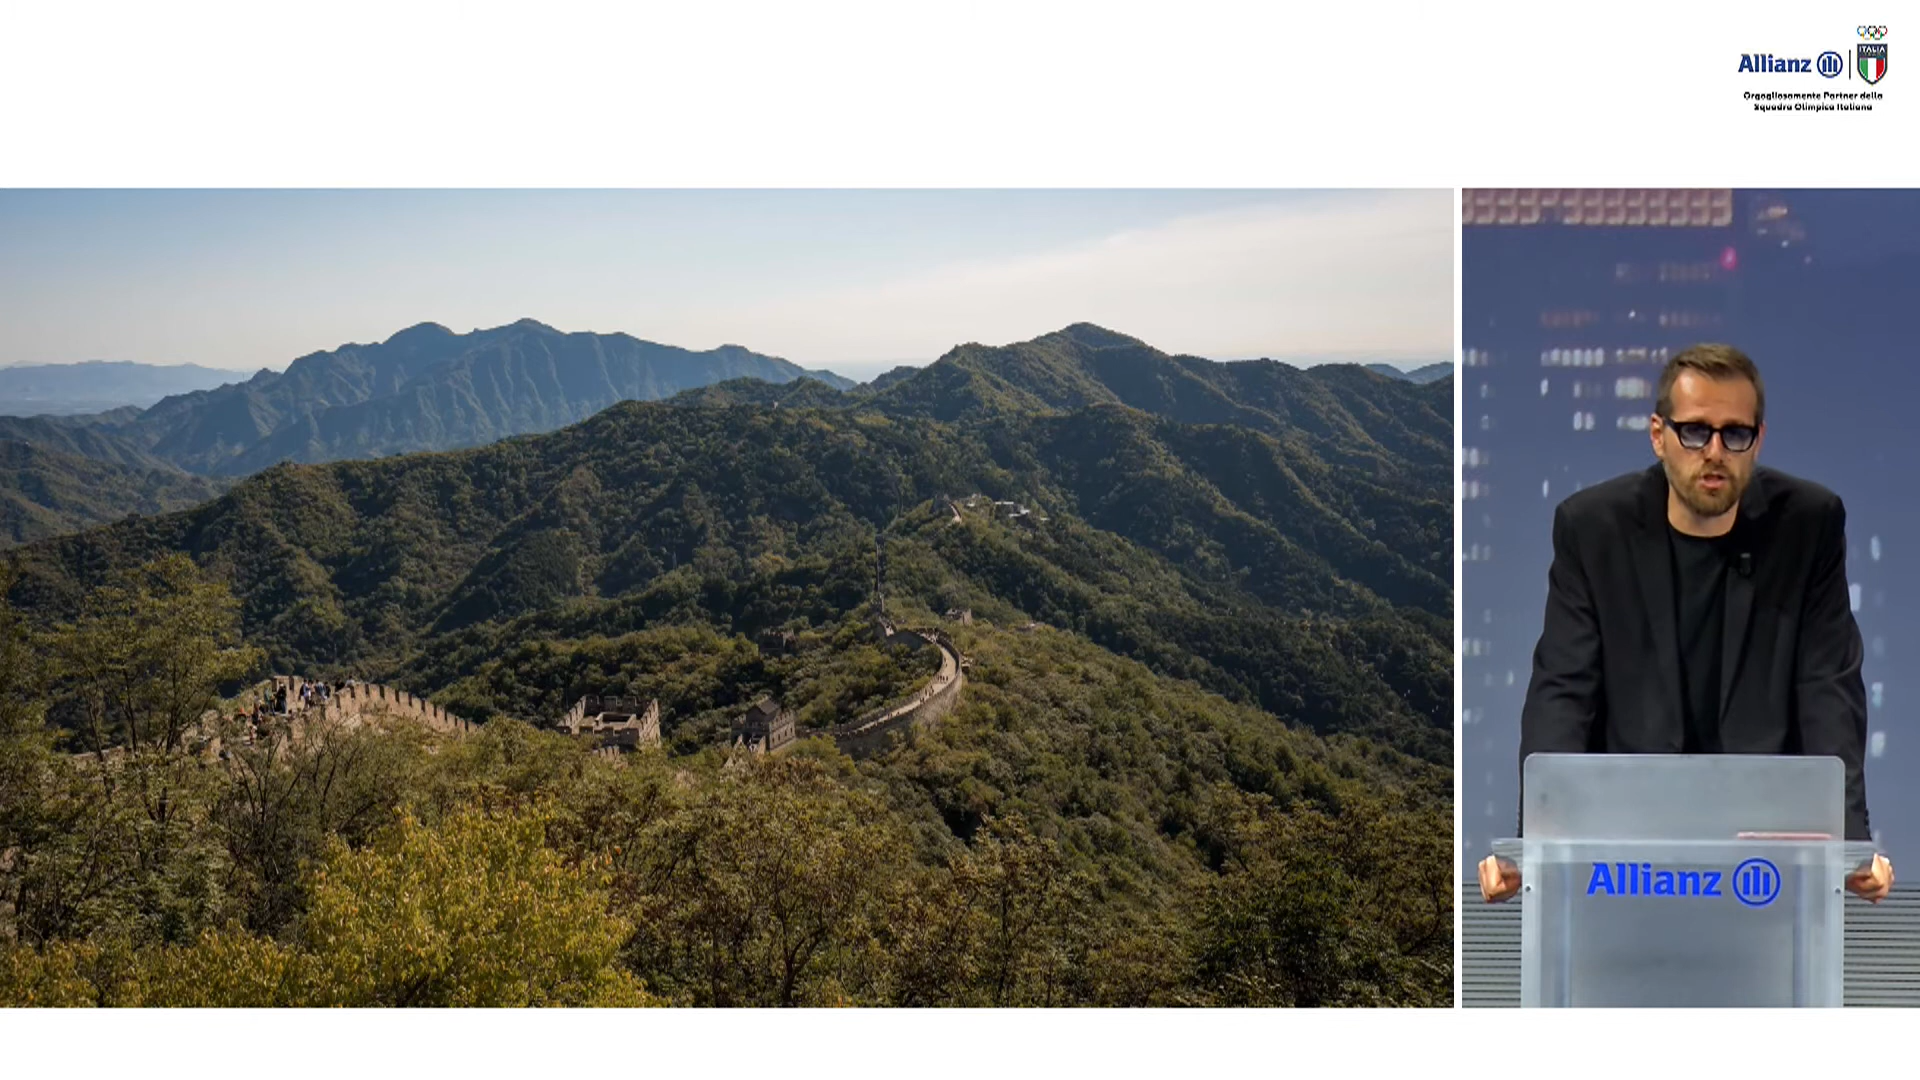 ITALIA
Allianz
Orgogliosamente Partner della
Squadra Olimpica Italiana
Allianz